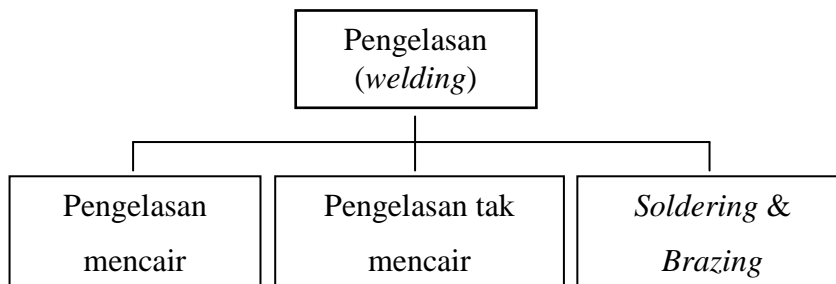 Pengelasan
(welding)
Pengelasan
mencair
Pengelasan tak
mencair
Soldering &
Brazing